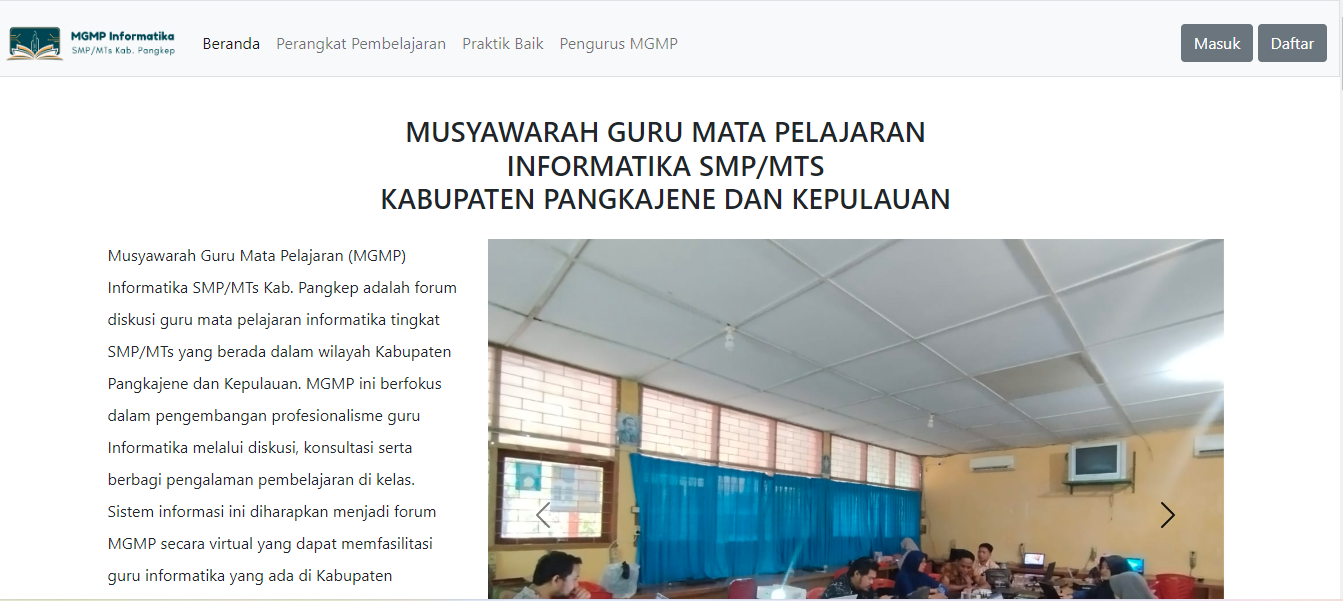 MGMP Informatika
SMP/MTs Kab. Pangkep
Beranda
Perangkat Pembelajaran
Praktik Baik
Pengurus MGMP
Masuk
Daftar
MUSYAWARAH GURU MATA PELAJARAN
INFORMATIKA SMP/MTS
KABUPATEN PANGKAJENE DAN KEPULAUAN
Musyawarah Guru Mata Pelajaran (MGMP)
Informatika SMP/MTs Kab. Pangkep adalah forum
diskusi guru mata pelajaran informatika tingkat
SMP/MTs yang berada dalam wilayah Kabupaten
Pangkajene dan Kepulauan. MGMP ini berfokus
dalam pengembangan profesionalisme guru
Informatika melalui diskusi, konsultasi serta
berbagi pengalaman pembelajaran di kelas.
Sistem informasi ini diharapkan menjadi forum
MGMP secara virtual yang dapat memfasilitasi
guru informatika yang ada di Kabupaten